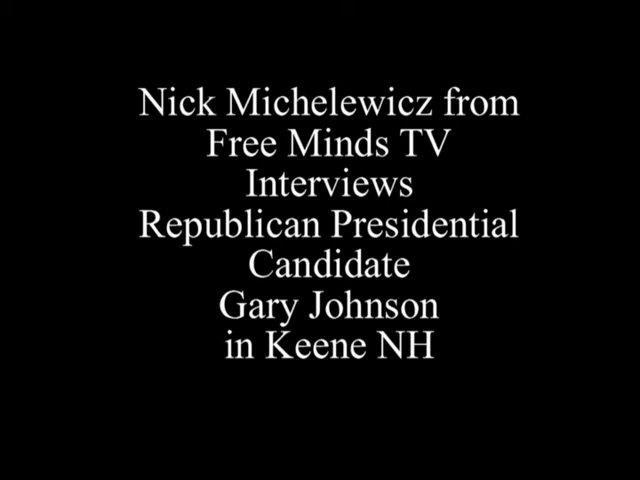 Nick Michelewicz from
Free Minds TV
Interviews
Republican Presidential
Candidate
Gary Johnson
in Keene NH